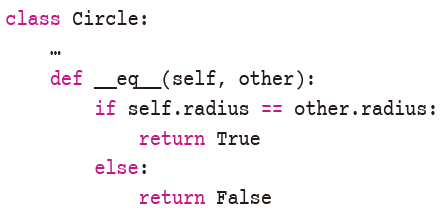 class Circle:
    …
    def __eq__(self, other):
        if self.radius == other.radius:
            return True
        else:
            return False